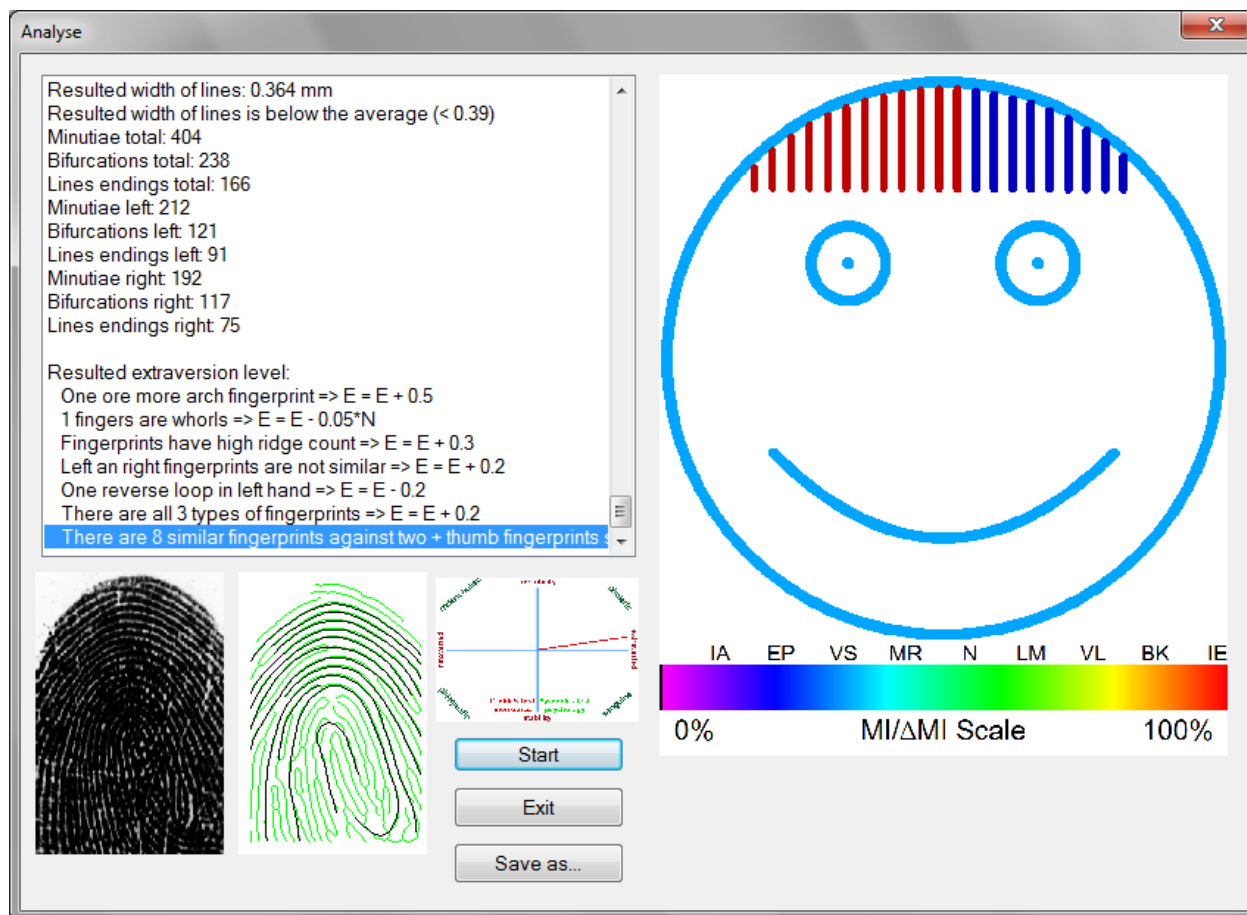 Analyse
Resulted width of lines: 0.364 mm
Resulted width of lines is below the average (< 0.39)
Minutiae total: 404
Bifurcations total: 238
Lines endings total: 166
Minutiae left: 212
Bifurcations left: 121
Lines endings left: 91
Minutiae right: 192
Bifurcations right: 117
Lines endings right: 75
Resulted extraversion level:
One ore more arch fingerprint => E = E + 0.5
1 fingers are whorls => E = E - 0.05*N
Fingerprints have high ridge count => E = E + 0.3
Left an right fingerprints are not similar => E = E + 0.2
One reverse loop in left hand => E = E - 0.2
There are all 3 types of fingerprints => E = E + 0.2
There are 8 similar fingerprints against two + thumb fingerprints s
stability
Start
Exit
Save as...
IA EP VS MR N LM VL BK IE
0% MI/ΔMI Scale 100%